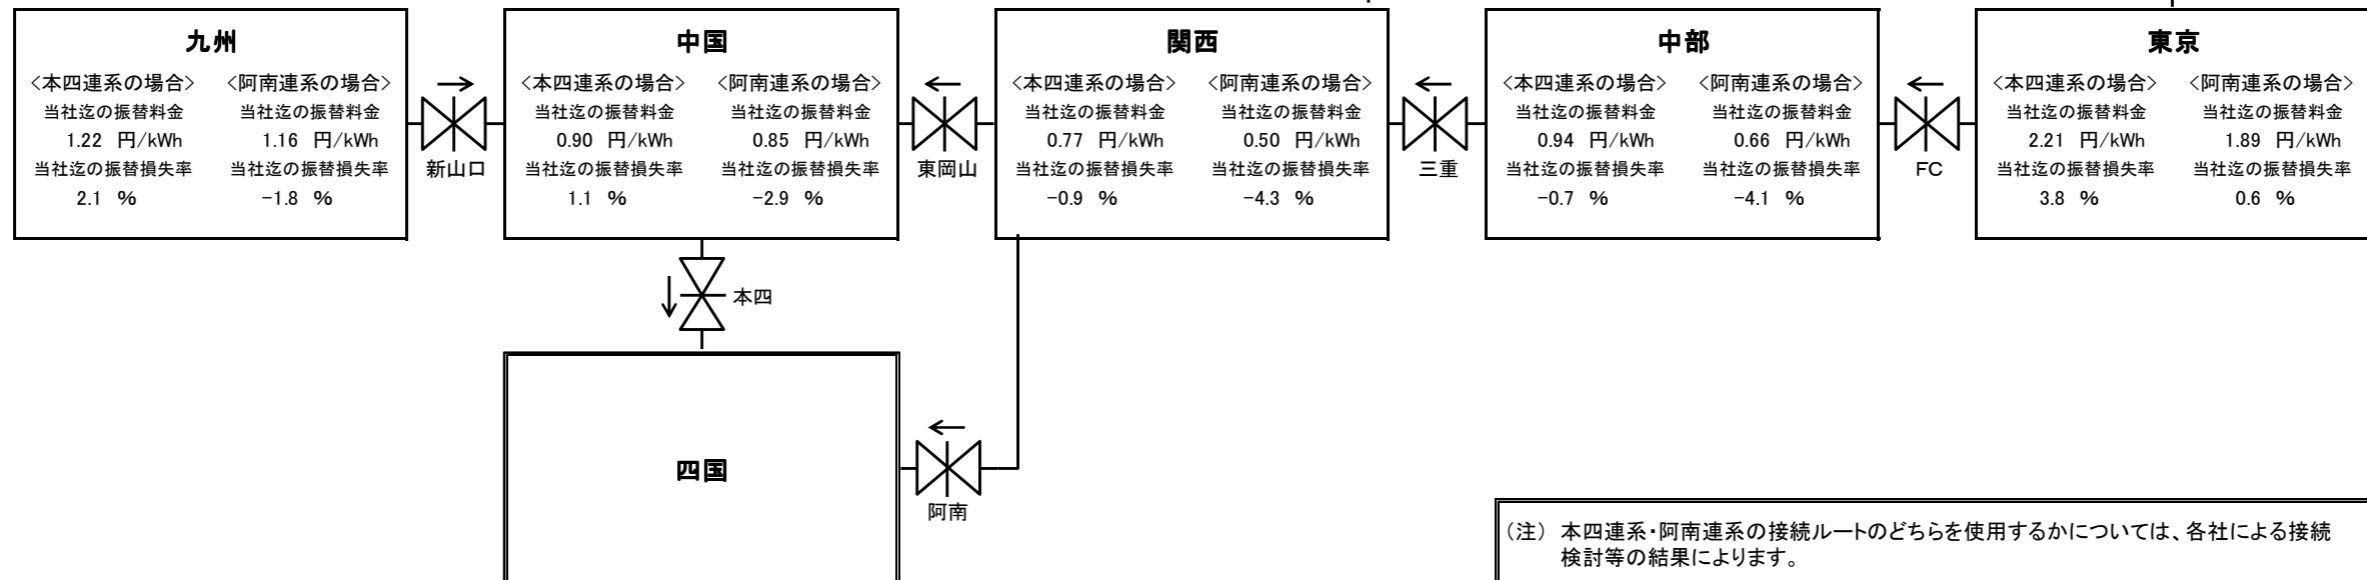 九州
<本四連系の場合> <阿南連系の場合>
当社迄の振替料金 当社迄の振替料金
1.22 円/kWh 1.16 円/kWh
当社迄の振替損失率 当社迄の振替損失率
2.1 % -1.8 %
新山口
中国
<本四連系の場合> <阿南連系の場合>
当社迄の振替料金 当社迄の振替料金
0.90 円/kWh 0.85 円/kWh
当社迄の振替損失率 当社迄の振替損失率
1.1 % -2.9 %
東岡山
関西
<本四連系の場合> <阿南連系の場合>
当社迄の振替料金 当社迄の振替料金
0.77 円/kWh 0.50 円/kWh
当社迄の振替損失率 当社迄の振替損失率
-0.9 % -4.3 %
三重
中部
<本四連系の場合> <阿南連系の場合>
当社迄の振替料金 当社迄の振替料金
0.94 円/kWh 0.66 円/kWh
当社迄の振替損失率 当社迄の振替損失率
-0.7 % -4.1 %
FC
東京
<本四連系の場合> <阿南連系の場合>
当社迄の振替料金 当社迄の振替料金
2.21 円/kWh 1.89 円/kWh
当社迄の振替損失率 当社迄の振替損失率
3.8 % 0.6 %
本四
四国
阿南
(注) 本四連系・阿南連系の接続ルートのどちらを使用するかについては、各社による接続
検討等の結果によります。